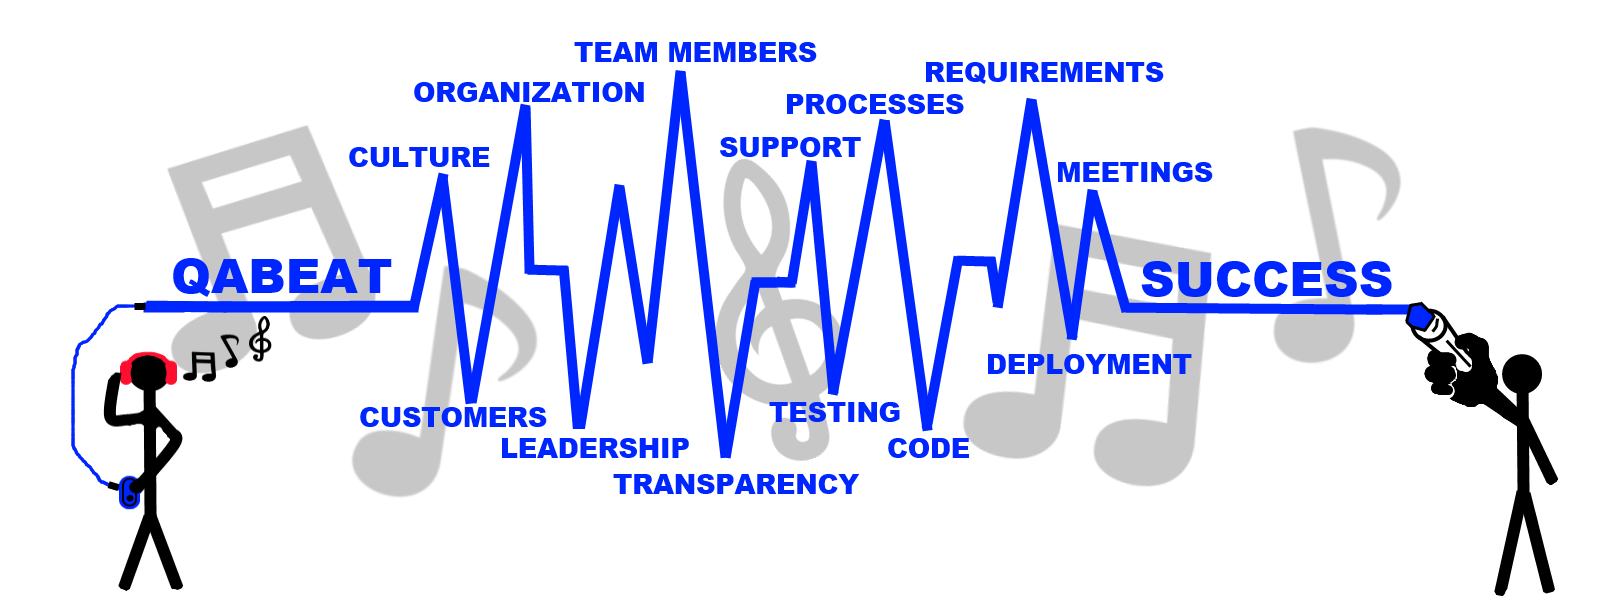 TEAM MEMBERS
REQUIREMENTS
ORGANIZATION
PROCESSES
CULTURE
SUPPORT
MEETINGS
QABEAT
SUCCESS
DEPLOYMENT
CUSTOMERS
TESTING
LEADERSHIP
CODE
TRANSPARENCY